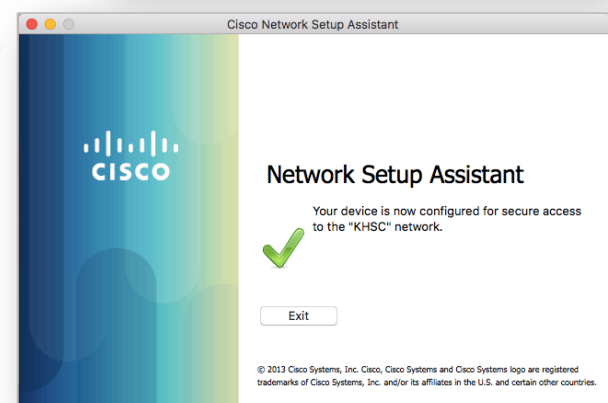 Cisco Network Setup Assistant
CISCO
Network Setup Assistant
Your device is now configured for secure access
to the "KHSC" network.
Exit
© 2013 Cisco Systems, Inc. Cisco, Cisco Systems and Cisco Systems logo are registered
trademarks of Cisco Systems, Inc. and/or its affiliates in the U.S. and certain other countries.